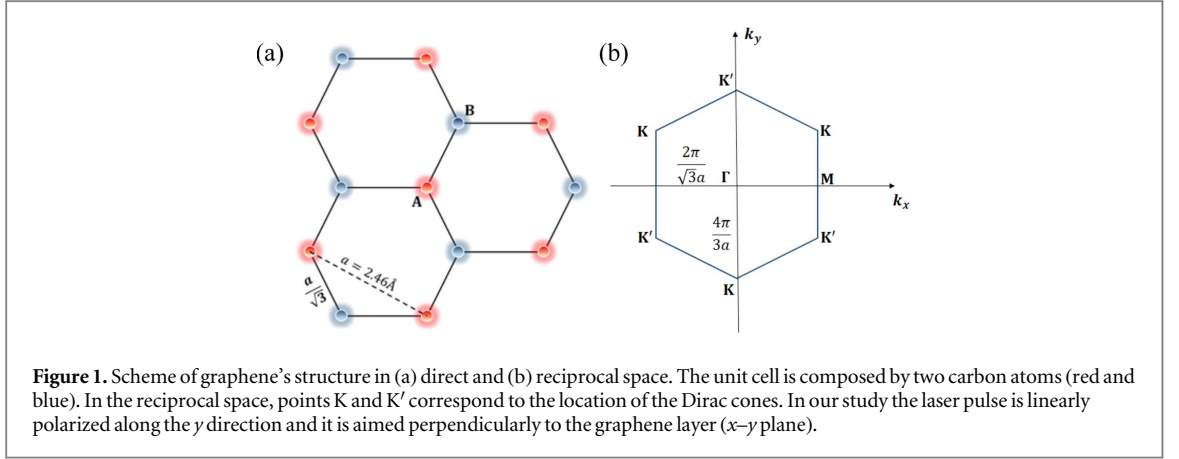 (a)
(b)
k_y
K′
B
K
K
2π
√3a
Γ
M
A
k_x
4π
3a
K′
K′
a = 2.46Å
a
√3
K
Figure 1. Scheme of graphene's structure in (a) direct and (b) reciprocal space. The unit cell is composed by two carbon atoms (red and
blue). In the reciprocal space, points K and K′ correspond to the location of the Dirac cones. In our study the laser pulse is linearly
polarized along the y direction and it is aimed perpendicularly to the graphene layer (x–y plane).